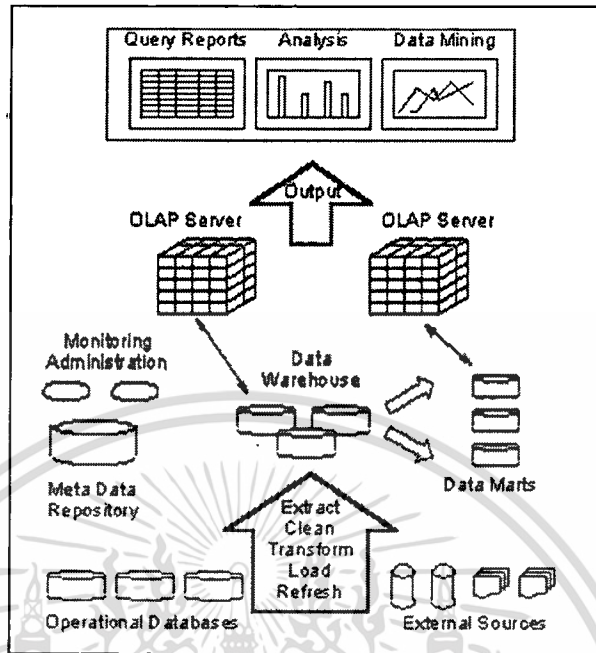 Query Reports
Analysis
Data Mining
Output
OLAP Server
OLAP Server
Monitoring
Administration
Data
Warehouse
Meta Data
Repository
Data Marts
Extract
Clean
Transform
Load
Refresh
Operational Databases
External Sources